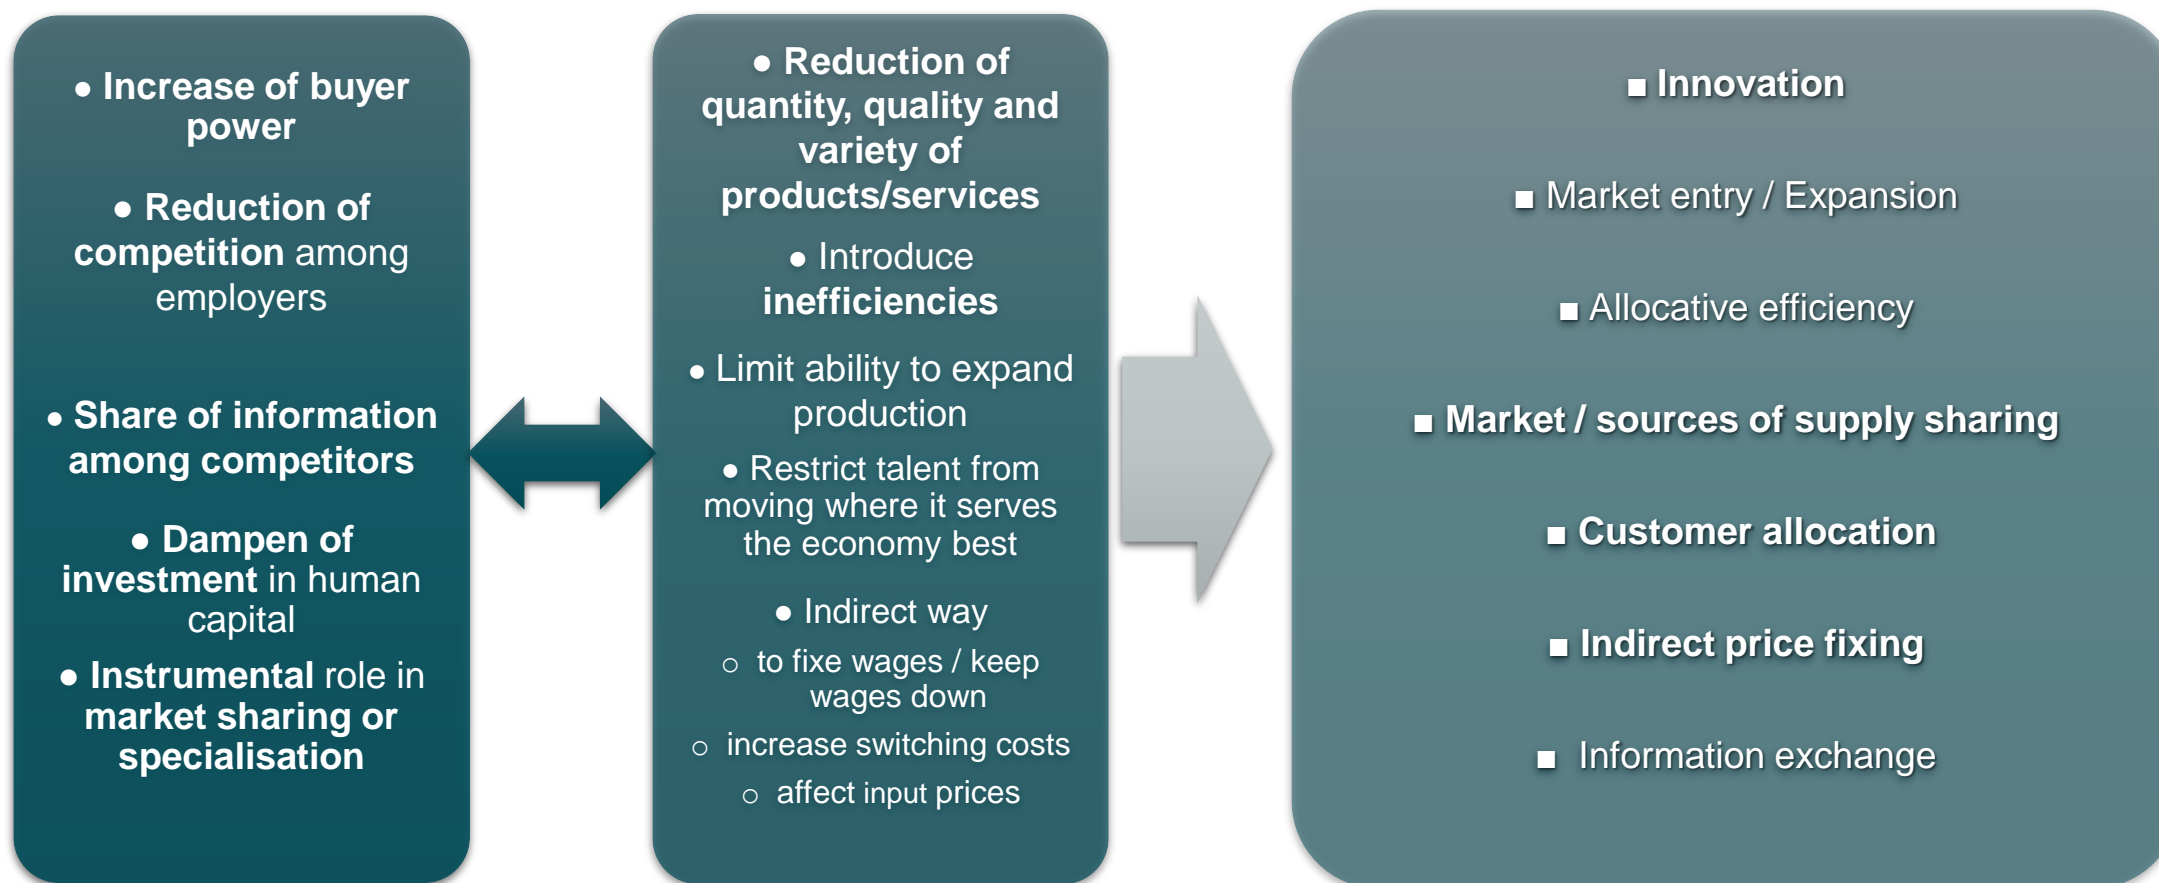 ● Increase of buyer
power
● Reduction of
competition among
employers
● Share of information
among competitors
● Dampen of
investment in human
capital
● Instrumental role in
market sharing or
specialisation
● Reduction of
quantity, quality and
variety of
products/services
● Introduce
inefficiencies
● Limit ability to expand
production
● Restrict talent from
moving where it serves
the economy best
● Indirect way
○ to fixe wages / keep
wages down
○ increase switching costs
○ affect input prices
■ Innovation
■ Market entry / Expansion
■ Allocative efficiency
■ Market / sources of supply sharing
■ Customer allocation
■ Indirect price fixing
■ Information exchange